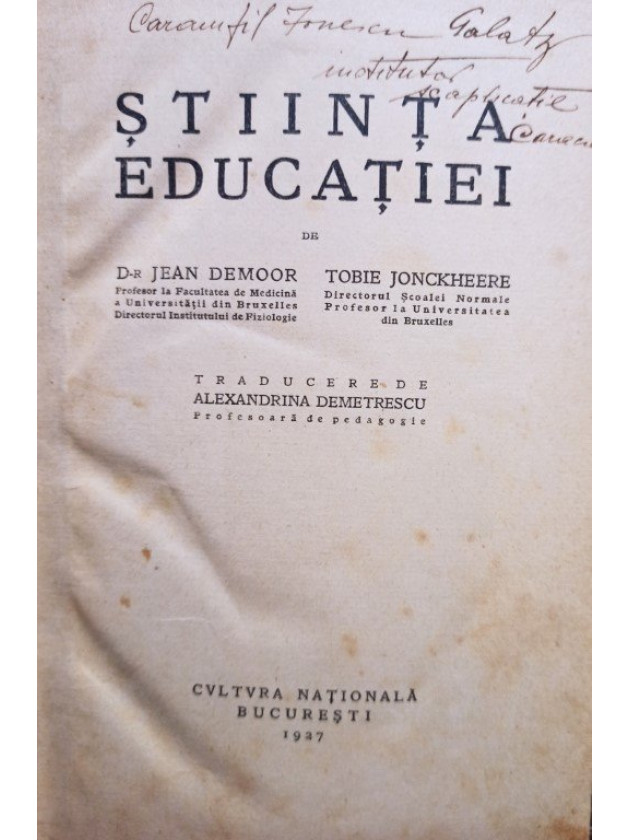 Caramfil Ionescu Galatz
institutor
șc aplicatie
ȘTIINȚA
EDUCAȚIEI
DE
D-R JEAN DEMOOR
Profesor la Facultatea de Medicină
a Universității din Bruxelles
Directorul Institutului de Fiziologie
TOBIE JONCKHEERE
Directorul Școalei Normale
Profesor la Universitatea
din Bruxelles
TRADUCERE DE
ALEXANDRINA DEMETRESCU
Profesoară de pedagogie
CVLTVRA NAȚIONALĂ
BUCUREȘTI
1927